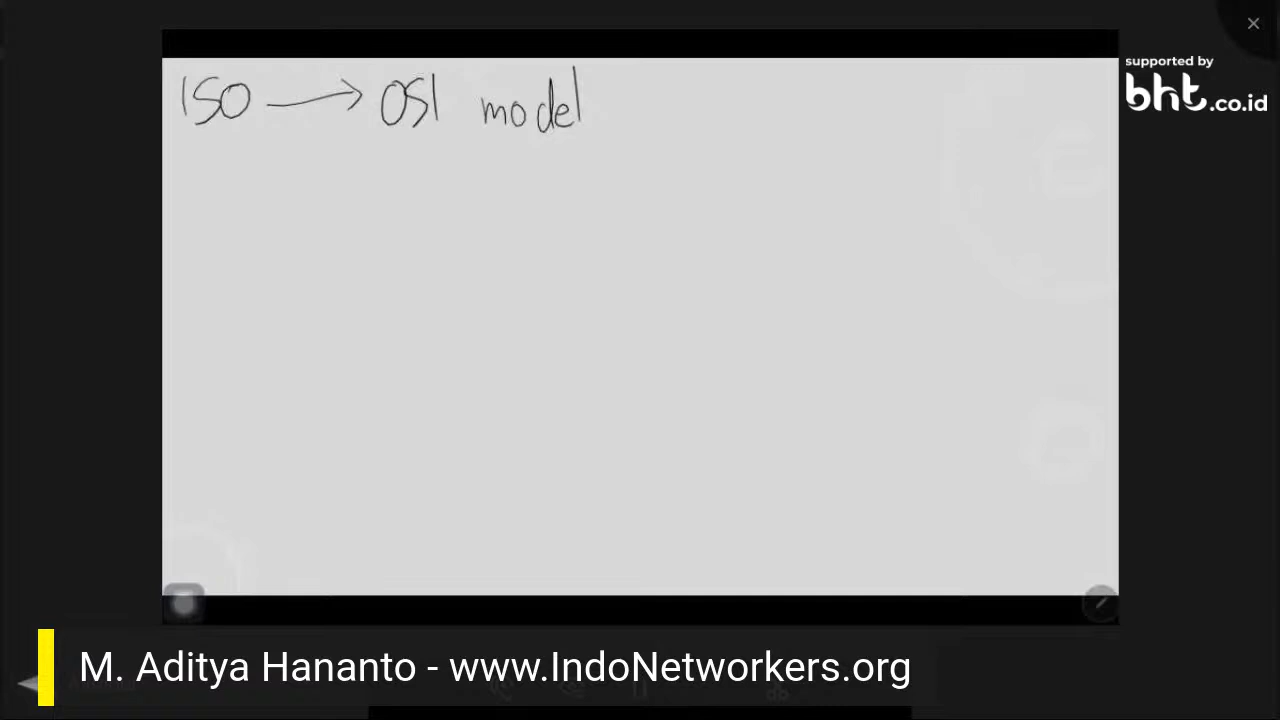 ISO → OSI model
supported by
bht.co.id
M. Aditya Hananto - www.IndoNetworkers.org